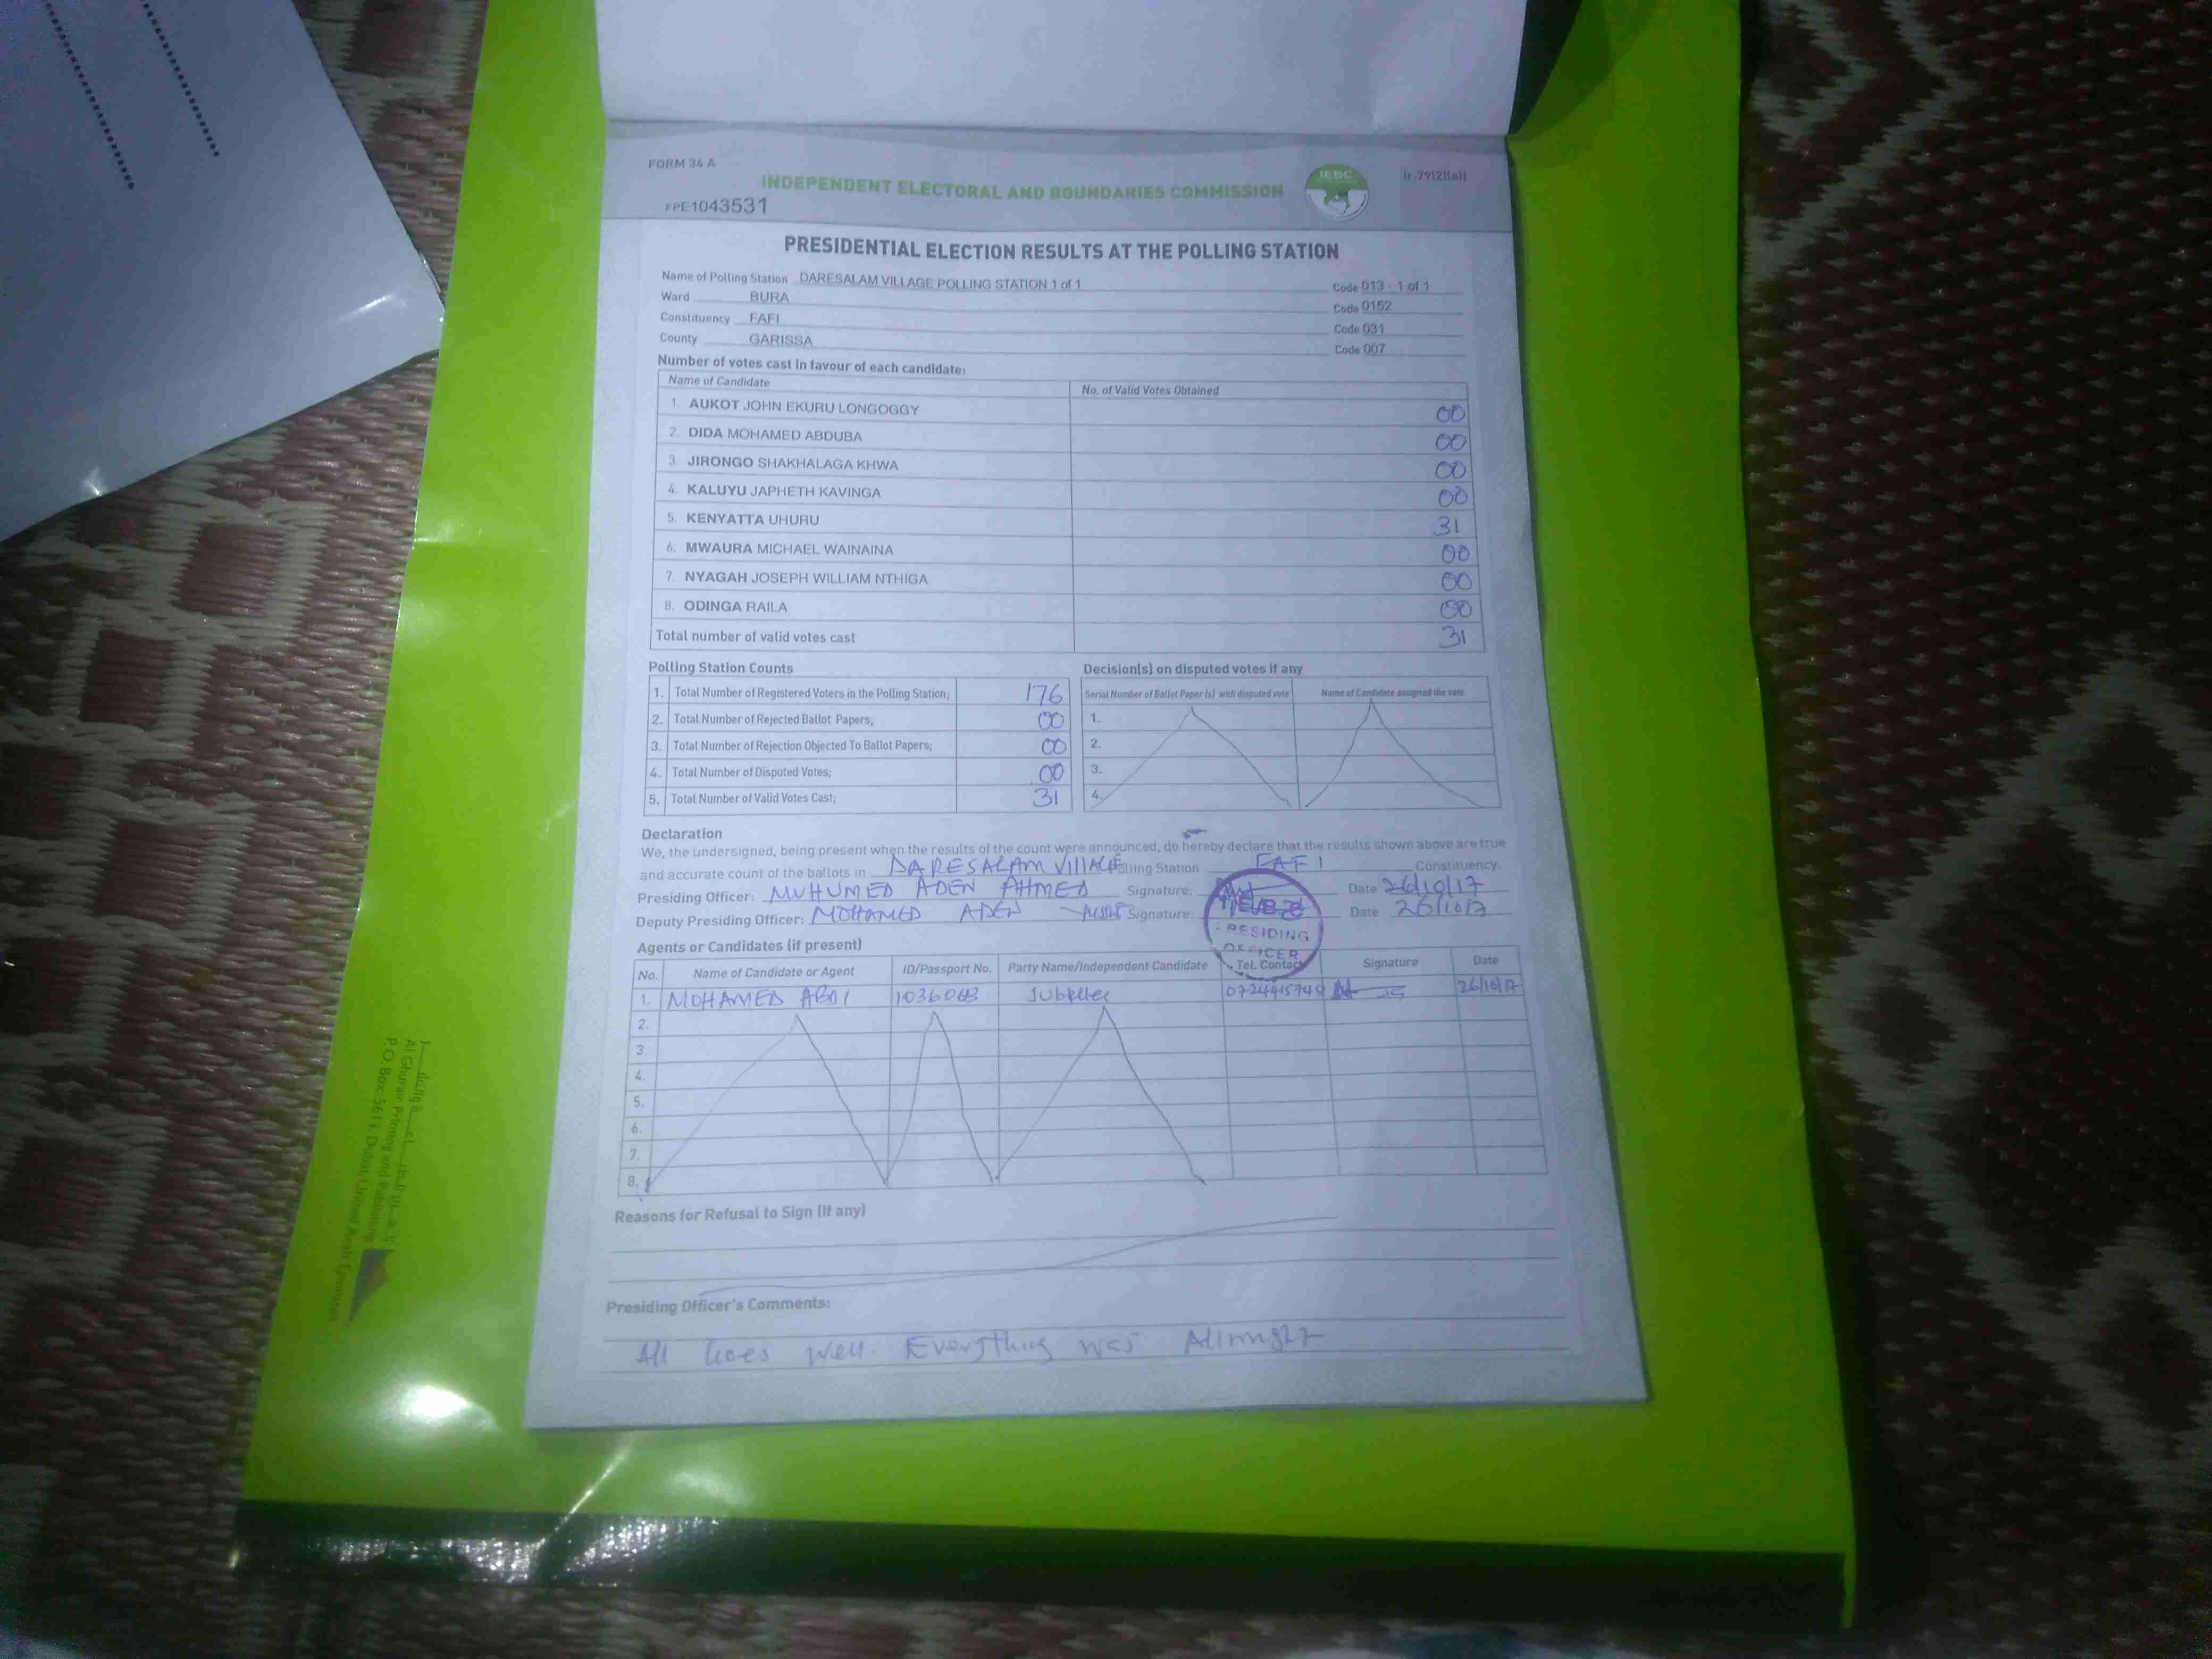 FORM 34 A
INDEPENDENT ELECTORAL AND BOUNDARIES COMMISSION
IEBC
FPE1043531
PRESIDENTIAL ELECTION RESULTS AT THE POLLING STATION
Name of Polling Station DARESALAM VILLAGE POLLING STATION 1 of 1 Code 013 - 1 of 1
Ward BURA Code 0152
Constituency FAFI Code 031
County GARISSA Code 007
Number of votes cast in favour of each candidate:
Name of Candidate No. of Valid Votes Obtained
1. AUKOT JOHN EKURU LONGOGGY 00
2. DIDA MOHAMED ABDUBA 00
3. JIRONGO SHAKHALAGA KHWA 00
4. KALUYU JAPHETH KAVINGA 00
5. KENYATTA UHURU 31
6. MWAURA MICHAEL WAINAINA 00
7. NYAGAH JOSEPH WILLIAM NTHIGA 00
8. ODINGA RAILA 00
Total number of valid votes cast 31
Polling Station Counts
1. Total Number of Registered Voters in the Polling Station; 176
2. Total Number of Rejected Ballot Papers; 00
3. Total Number of Rejection Objected To Ballot Papers; 00
4. Total Number of Disputed Votes; 00
5. Total Number of Valid Votes Cast; 31
Decision(s) on disputed votes if any
Serial Number of Ballot Paper (s) with disputed vote Name of Candidate assigned the vote
1.
2.
3.
4.
Declaration
We, the undersigned, being present when the results of the count were announced, do hereby declare that the results shown above are true
and accurate count of the ballots in DARESALAM VIllAGE Polling Station FAFI Constituency.
Presiding Officer: MUHUMED ADEN AHMED Signature: Date 26/10/17
Deputy Presiding Officer: MOHAMED ADEN Signature: Date 26/10/17
PRESIDING
OFFICER
Agents or Candidates (if present)
No. Name of Candidate or Agent ID/Passport No. Party Name/Independent Candidate Tel. Contact Signature Date
1. MOHAMED ABDI Jubilee 26/10/17
2.
3.
4.
5.
6.
7.
8.
Reasons for Refusal to Sign (if any)
Presiding Officer's Comments:
All Goes well. Everything was Allright
Al Ghurair Printing and Publishing
P.O. Box: 5613, Dubai, United Arab Emirates